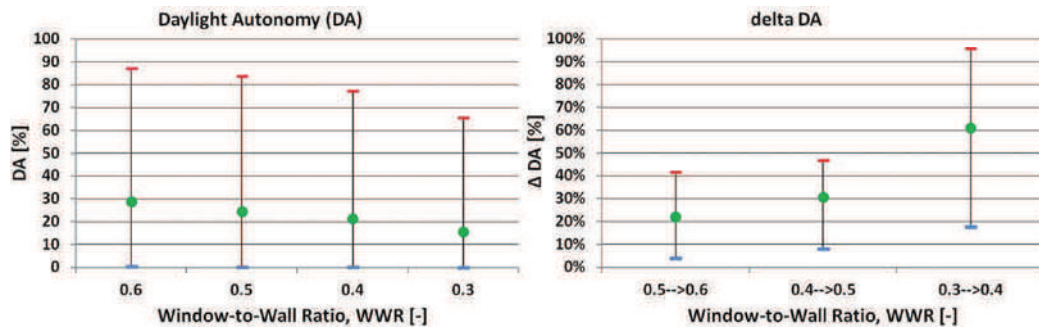 Daylight Autonomy (DA)
100
90
80
70
60
50
40
30
20
10
0
DA [%]
0.6 0.5 0.4 0.3
Window-to-Wall Ratio, WWR [-]
delta DA
100%
90%
80%
70%
60%
50%
40%
30%
20%
10%
0%
Δ DA [%]
0.5-->0.6 0.4-->0.5 0.3-->0.4
Window-to-Wall Ratio, WWR [-]